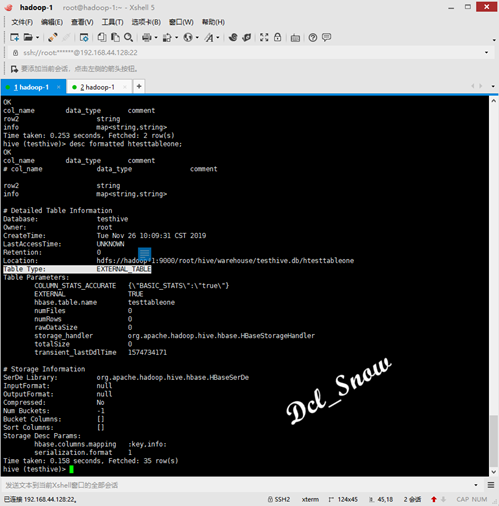 hadoop-1 root@hadoop-1:~ - Xshell 5
文件(F) 编辑(E) 查看(V) 工具(T) 选项卡(B) 窗口(W) 帮助(H)
ssh://root:******@192.168.44.128:22
要添加当前会话，点击左侧的箭头按钮。
1 hadoop-1 × 2 hadoop-1 × +
OK
col_name data_type comment
row2 string
info map<string,string>
Time taken: 0.253 seconds, Fetched: 2 row(s)
hive (testhive)> desc formatted htesttableone;
OK
col_name data_type comment
# col_name data_type comment
row2 string
info map<string,string>
# Detailed Table Information
Database: testhive
Owner: root
CreateTime: Tue Nov 26 10:09:31 CST 2019
LastAccessTime: UNKNOWN
Retention: 0
Location: hdfs://hadoop-1:9000/root/hive/warehouse/testhive.db/htesttableone
Table Type: EXTERNAL_TABLE
Table Parameters:
COLUMN_STATS_ACCURATE {\"BASIC_STATS\":\"true\"}
EXTERNAL TRUE
hbase.table.name testtableone
numFiles 0
numRows 0
rawDataSize 0
storage_handler org.apache.hadoop.hive.hbase.HBaseStorageHandler
totalSize 0
transient_lastDdlTime 1574734171
# Storage Information
SerDe Library: org.apache.hadoop.hive.hbase.HBaseSerDe
InputFormat: null
OutputFormat: null
Compressed: No
Num Buckets: -1
Bucket Columns: []
Sort Columns: []
Storage Desc Params:
hbase.columns.mapping :key,info:
serialization.format 1
Time taken: 0.158 seconds, Fetched: 35 row(s)
hive (testhive)>
Dcl_Snow
发送文本到当前Xshell窗口的全部会话
已连接 192.168.44.128:22。 SSH2 xterm 124x45 45,18 2 会话 CAP NUM